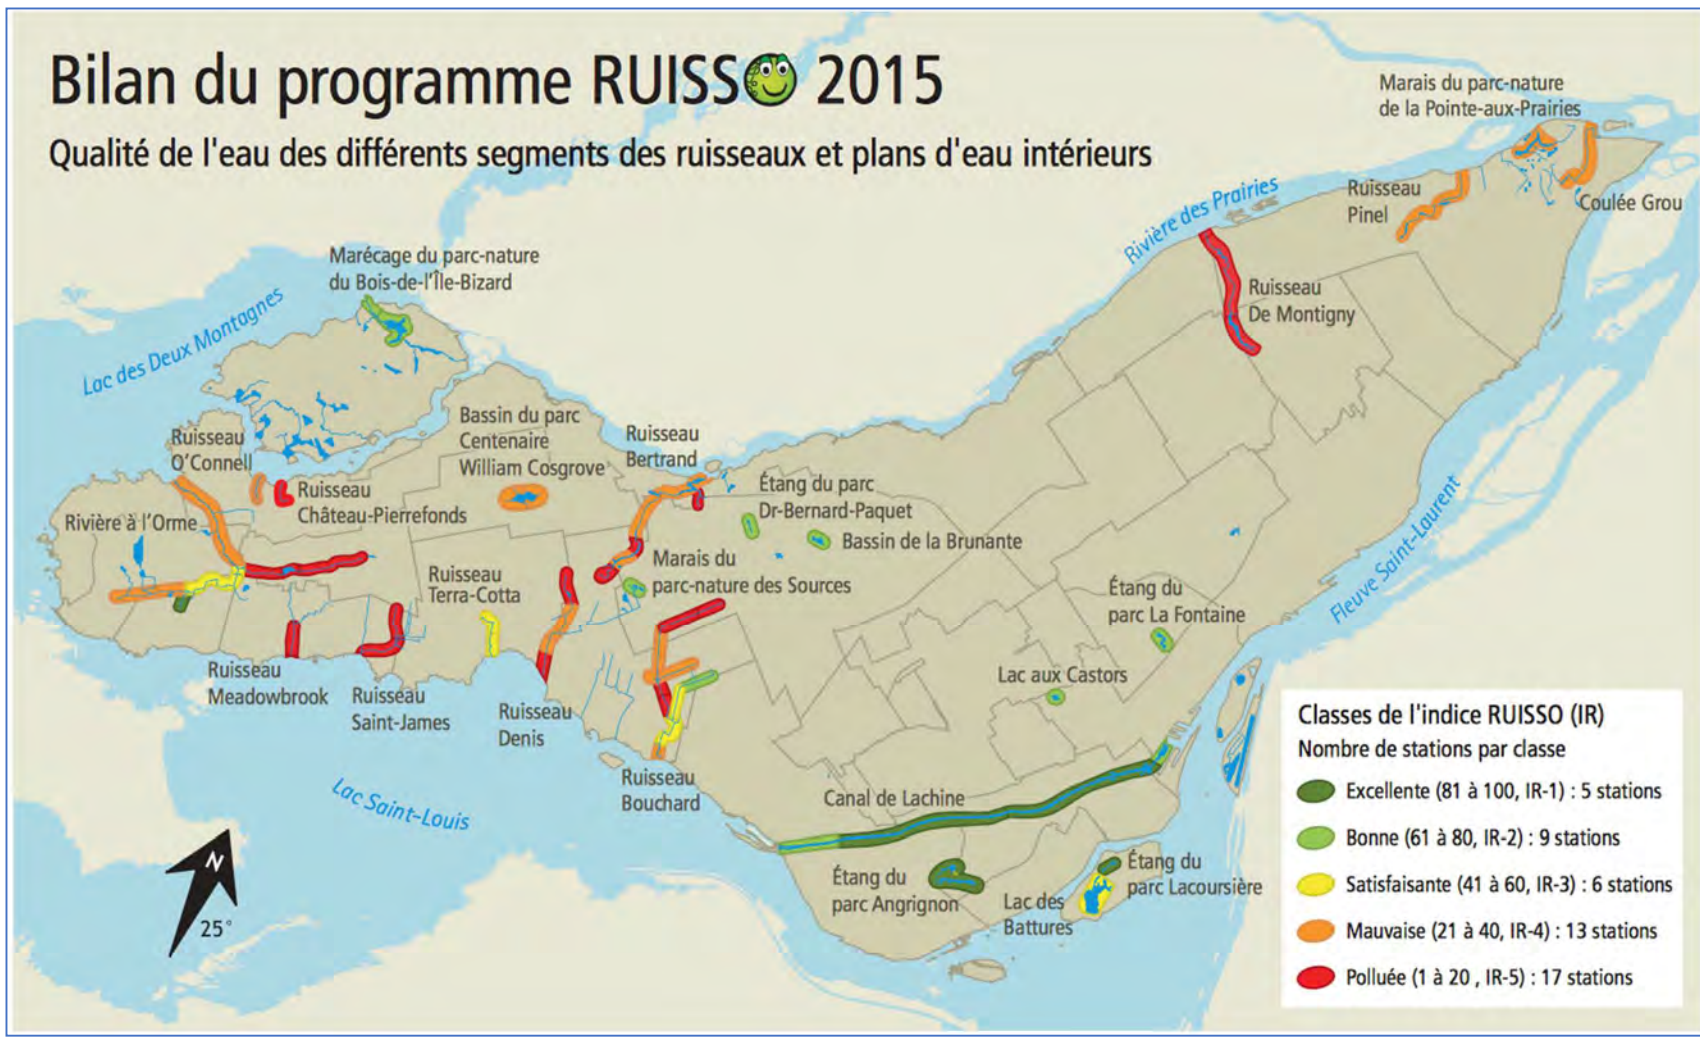 Bilan du programme RUISSO 2015
Qualité de l'eau des différents segments des ruisseaux et plans d'eau intérieurs
Marais du parc-nature
de la Pointe-aux-Prairies
Ruisseau
Pinel
Coulée Grou
Rivière des Prairies
Ruisseau
De Montigny
Marécage du parc-nature
du Bois-de-l'Île-Bizard
Lac des Deux Montagnes
Ruisseau
O'Connell
Ruisseau
Château-Pierrefonds
Rivière à l'Orme
Bassin du parc
Centenaire
William Cosgrove
Ruisseau
Bertrand
Étang du parc
Dr-Bernard-Paquet
Bassin de la Brunante
Marais du
parc-nature des Sources
Ruisseau
Terra-Cotta
Étang du
parc La Fontaine
Fleuve Saint-Laurent
Lac aux Castors
Ruisseau
Meadowbrook
Ruisseau
Saint-James
Ruisseau
Denis
Ruisseau
Bouchard
Lac Saint-Louis
Canal de Lachine
Étang du
parc Angrignon
Lac des
Battures
Étang du
parc Lacoursière
N
25°
Classes de l'indice RUISSO (IR)
Nombre de stations par classe
Excellente (81 à 100, IR-1) : 5 stations
Bonne (61 à 80, IR-2) : 9 stations
Satisfaisante (41 à 60, IR-3) : 6 stations
Mauvaise (21 à 40, IR-4) : 13 stations
Polluée (1 à 20 , IR-5) : 17 stations